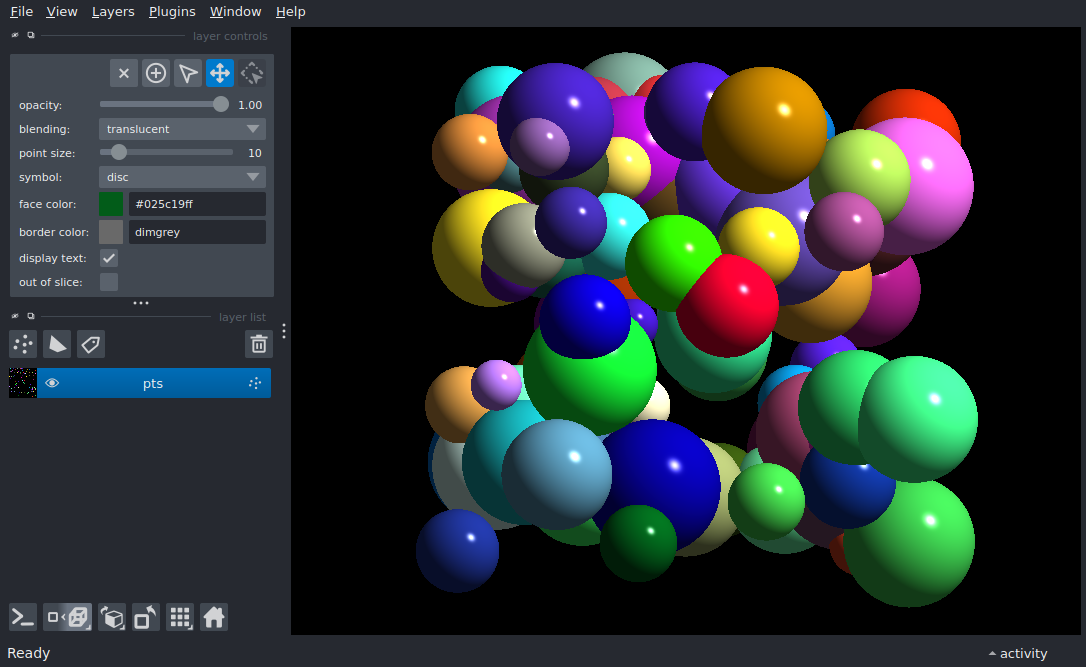 File View Layers Plugins Window Help
layer controls
opacity: 1.00
blending: translucent
point size: 10
symbol: disc
face color: #025c19ff
border color: dimgrey
display text:
out of slice:
layer list
pts
Ready
activity